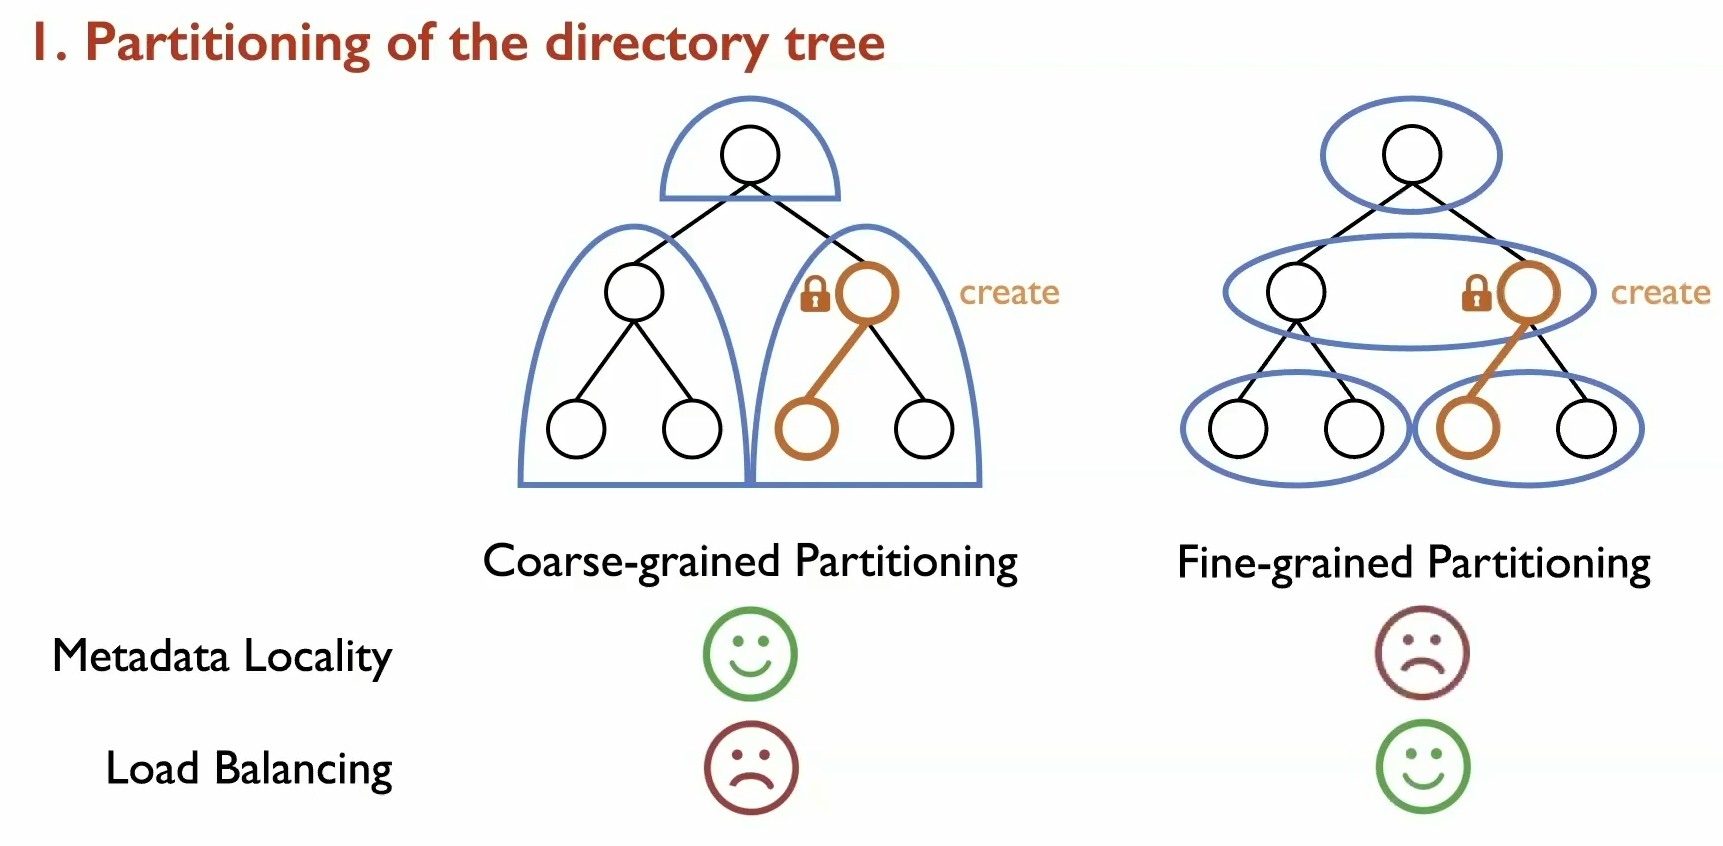 1. Partitioning of the directory tree
create
create
Coarse-grained Partitioning
Fine-grained Partitioning
Metadata Locality
Load Balancing